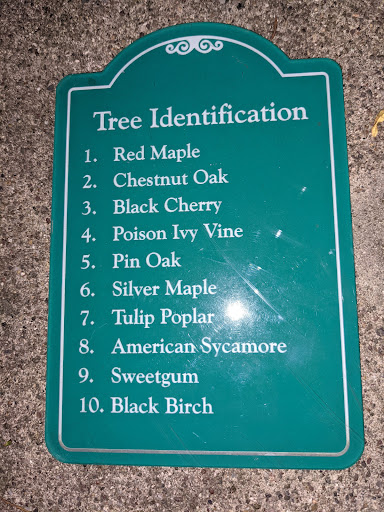 Tree Identification
1. Red Maple
2. Chestnut Oak
3. Black Cherry
4. Poison Ivy Vine
5. Pin Oak
6. Silver Maple
7. Tulip Poplar
8. American Sycamore
9. Sweetgum
10. Black Birch